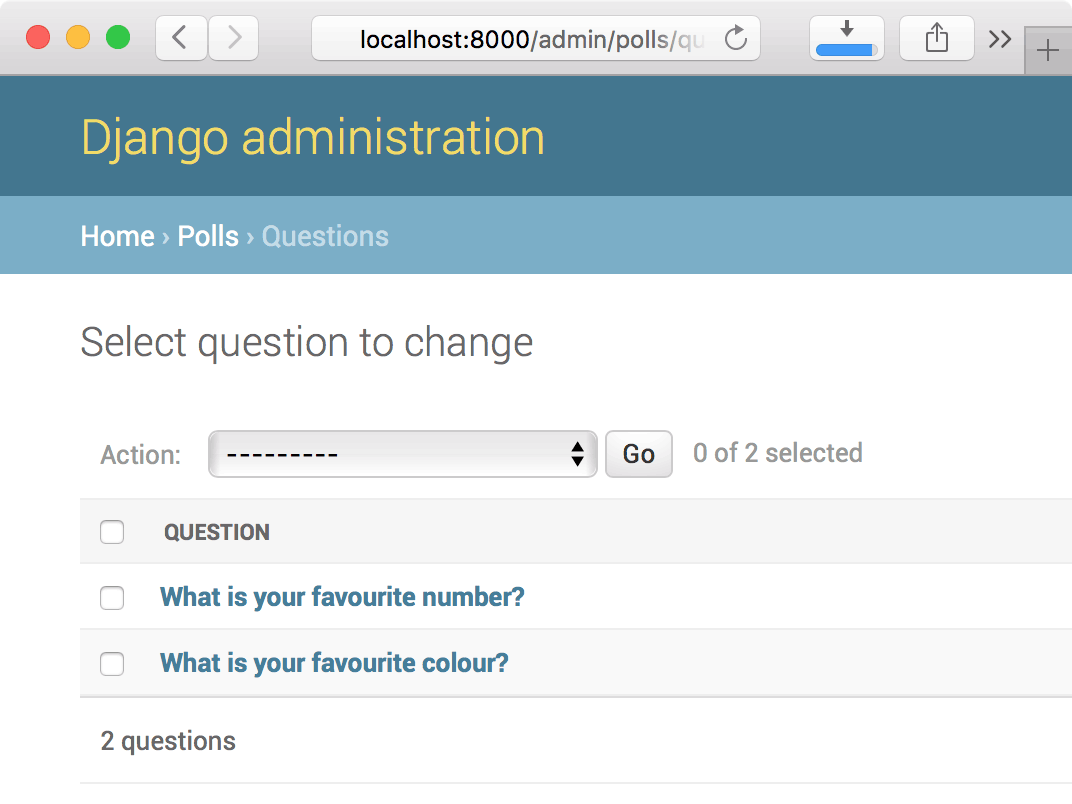 localhost:8000/admin/polls/qu
Django administration
Home › Polls › Questions
Select question to change
Action: --------- Go 0 of 2 selected
QUESTION
What is your favourite number?
What is your favourite colour?
2 questions